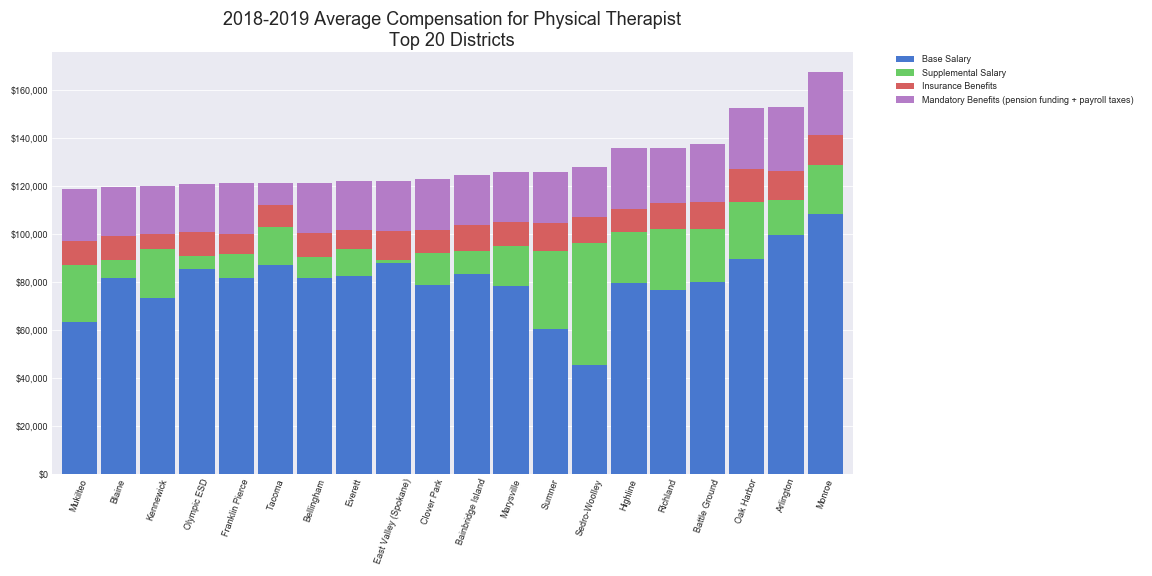 2018-2019 Average Compensation for Physical Therapist
Top 20 Districts
Base Salary
Supplemental Salary
Insurance Benefits
Mandatory Benefits (pension funding + payroll taxes)
$160,000
$140,000
$120,000
$100,000
$80,000
$60,000
$40,000
$20,000
$0
Mukilteo
Blaine
Kennewick
Olympic ESD
Franklin Pierce
Tacoma
Bellingham
Everett
East Valley (Spokane)
Clover Park
Bainbridge Island
Marysville
Sumner
Sedro-Woolley
Highline
Richland
Battle Ground
Oak Harbor
Arlington
Monroe